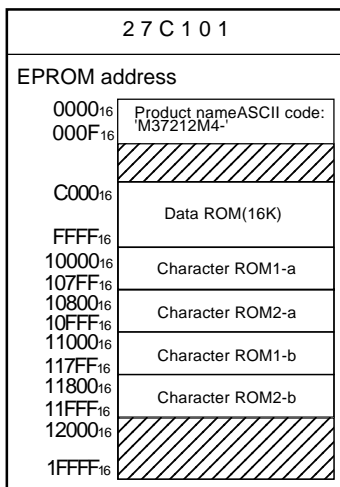 27C101
EPROM address
0000₁₆
000F₁₆
Product nameASCII code:
'M37212M4-'
C000₁₆
FFFF₁₆
Data ROM(16K)
10000₁₆
107FF₁₆
Character ROM1-a
10800₁₆
10FFF₁₆
Character ROM2-a
11000₁₆
117FF₁₆
Character ROM1-b
11800₁₆
11FFF₁₆
Character ROM2-b
12000₁₆
1FFFF₁₆